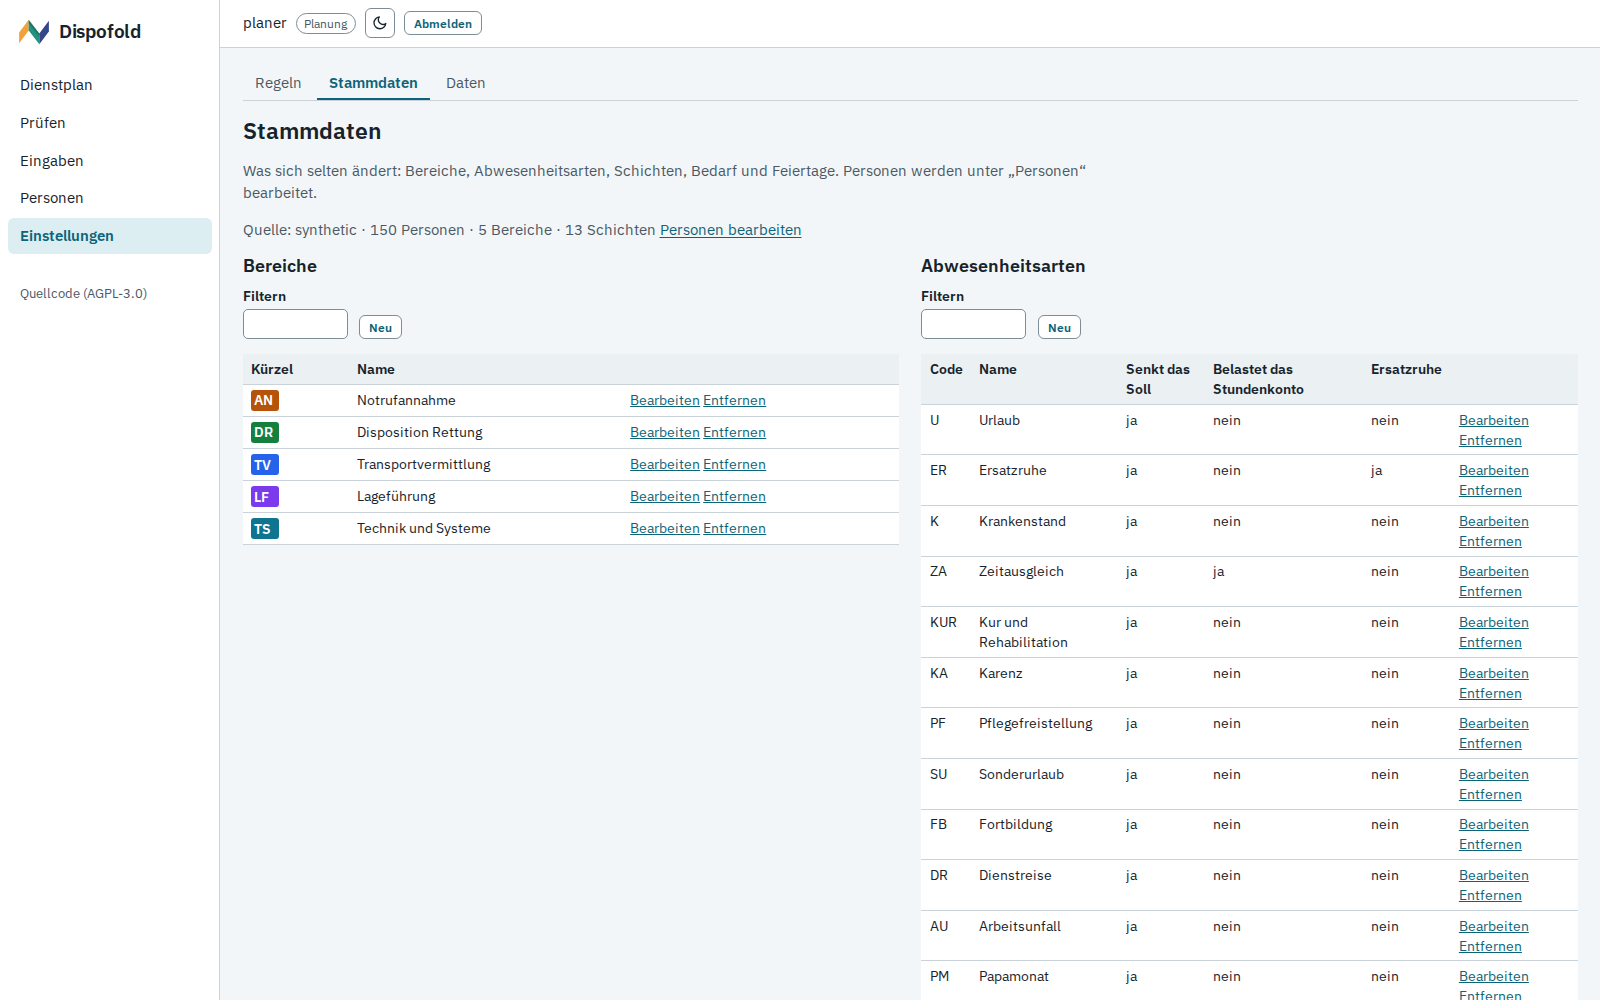 Dispofold
Dienstplan
Prüfen
Eingaben
Personen
Einstellungen
Quellcode (AGPL-3.0)
planer Planung Abmelden
Regeln Stammdaten Daten
Stammdaten
Was sich selten ändert: Bereiche, Abwesenheitsarten, Schichten, Bedarf und Feiertage. Personen werden unter „Personen“
bearbeitet.
Quelle: synthetic · 150 Personen · 5 Bereiche · 13 Schichten Personen bearbeiten
Bereiche
Filtern
Neu
Kürzel Name
AN Notrufannahme Bearbeiten Entfernen
DR Disposition Rettung Bearbeiten Entfernen
TV Transportvermittlung Bearbeiten Entfernen
LF Lageführung Bearbeiten Entfernen
TS Technik und Systeme Bearbeiten Entfernen
Abwesenheitsarten
Filtern
Neu
Code Name Senkt das Belastet das Ersatzruhe
Soll Stundenkonto
U Urlaub ja nein nein Bearbeiten
Entfernen
ER Ersatzruhe ja nein ja Bearbeiten
Entfernen
K Krankenstand ja nein nein Bearbeiten
Entfernen
ZA Zeitausgleich ja ja nein Bearbeiten
Entfernen
KUR Kur und ja nein nein Bearbeiten
Rehabilitation Entfernen
KA Karenz ja nein nein Bearbeiten
Entfernen
PF Pflegefreistellung ja nein nein Bearbeiten
Entfernen
SU Sonderurlaub ja nein nein Bearbeiten
Entfernen
FB Fortbildung ja nein nein Bearbeiten
Entfernen
DR Dienstreise ja nein nein Bearbeiten
Entfernen
AU Arbeitsunfall ja nein nein Bearbeiten
Entfernen
PM Papamonat ja nein nein Bearbeiten
Entfernen